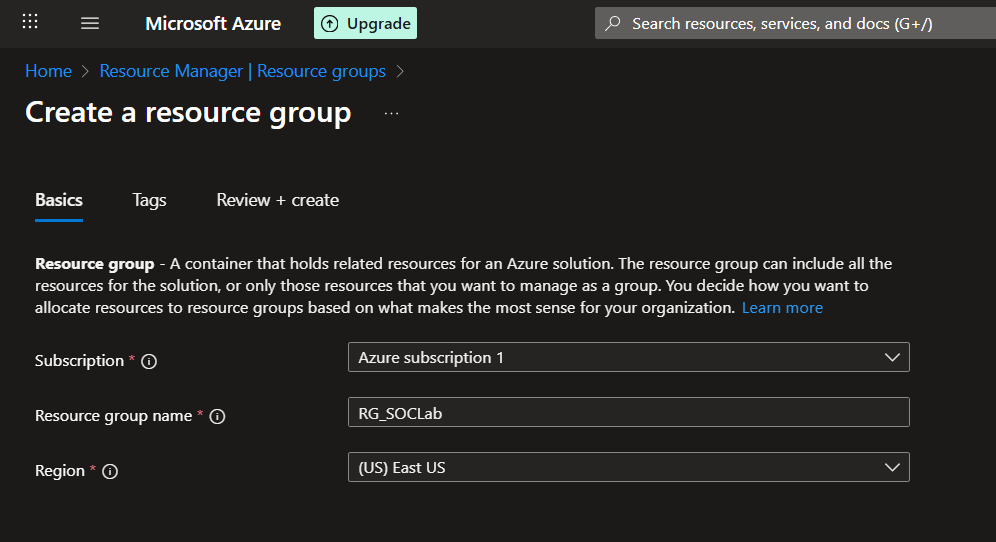 Microsoft Azure
Upgrade
Search resources, services, and docs (G+/)
Home > Resource Manager | Resource groups >
Create a resource group ...
Basics Tags Review + create
Resource group - A container that holds related resources for an Azure solution. The resource group can include all the
resources for the solution, or only those resources that you want to manage as a group. You decide how you want to
allocate resources to resource groups based on what makes the most sense for your organization. Learn more
Subscription * Azure subscription 1
Resource group name * RG_SOCLab
Region * (US) East US